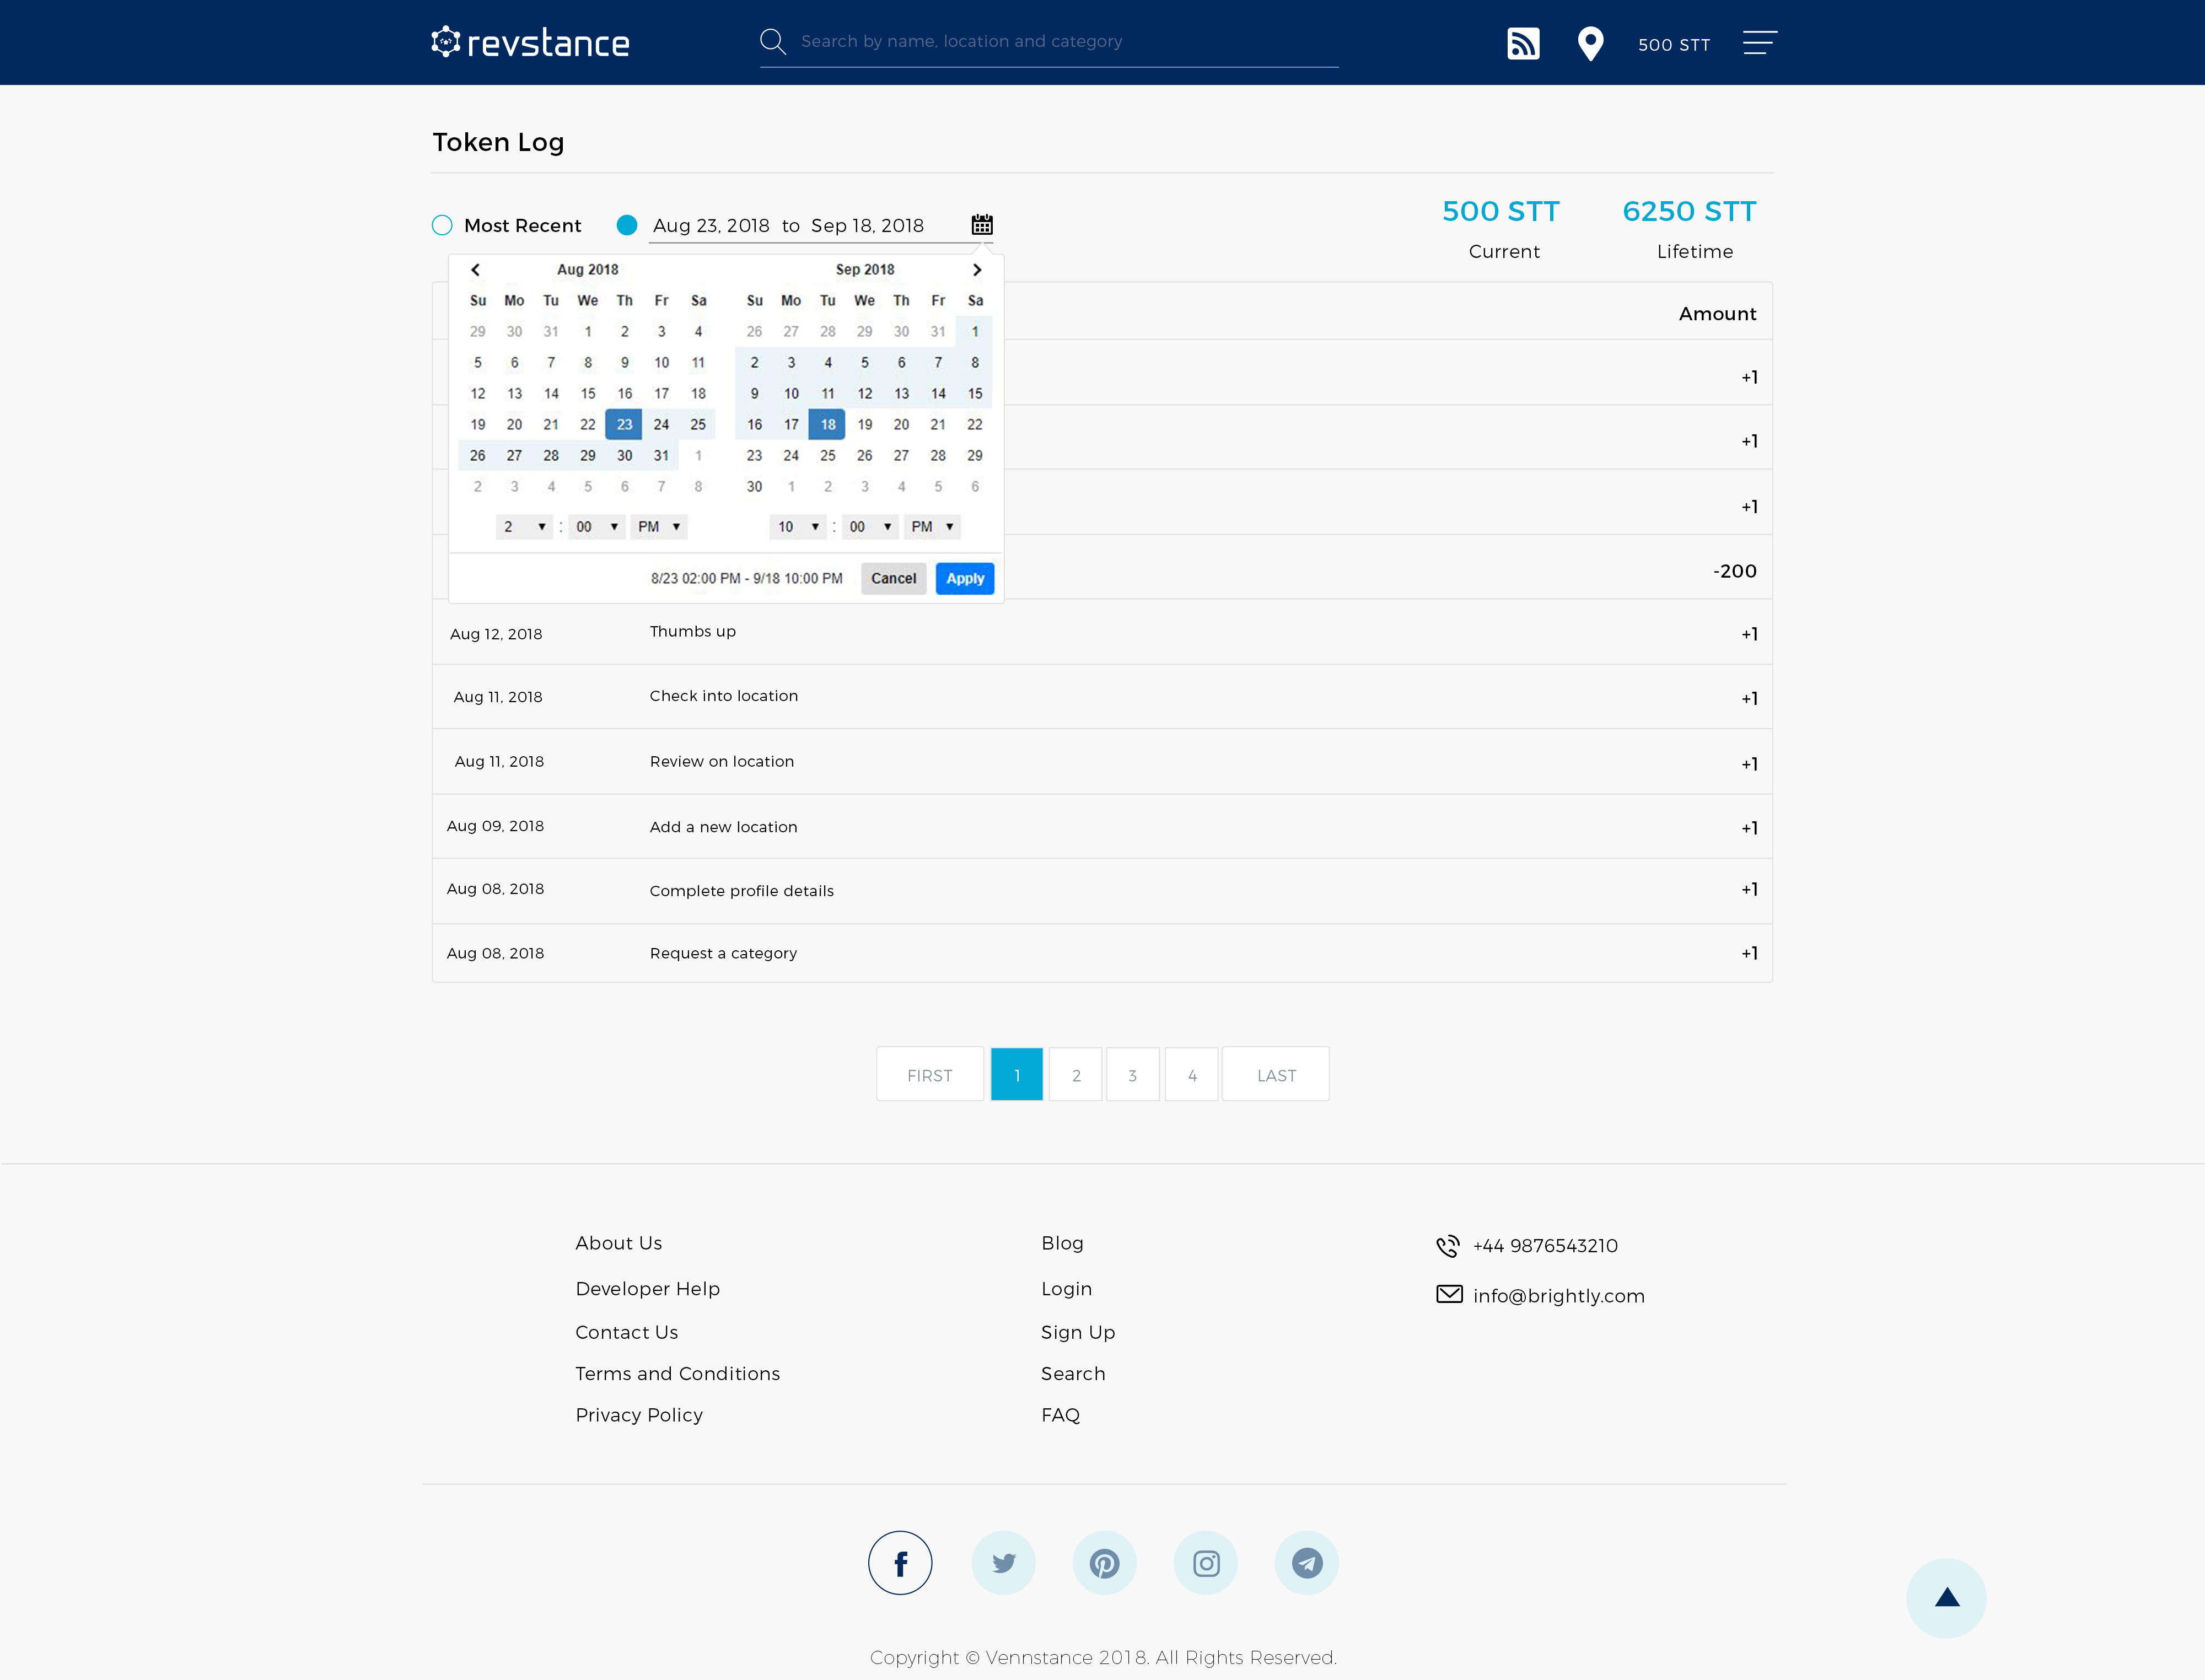 revstance
Search by name, location and category
500 STT
Token Log
Most Recent
Aug 23, 2018 to Sep 18, 2018
500 STT
Current
6250 STT
Lifetime
Aug 2018
Su Mo Tu We Th Fr Sa
29 30 31 1 2 3 4
5 6 7 8 9 10 11
12 13 14 15 16 17 18
19 20 21 22 23 24 25
26 27 28 29 30 31 1
2 3 4 5 6 7 8
2 : 00 PM
Sep 2018
Su Mo Tu We Th Fr Sa
26 27 28 29 30 31 1
2 3 4 5 6 7 8
9 10 11 12 13 14 15
16 17 18 19 20 21 22
23 24 25 26 27 28 29
30 1 2 3 4 5 6
10 : 00 PM
8/23 02:00 PM - 9/18 10:00 PM Cancel Apply
Amount
+1
+1
+1
-200
Aug 12, 2018 Thumbs up +1
Aug 11, 2018 Check into location +1
Aug 11, 2018 Review on location +1
Aug 09, 2018 Add a new location +1
Aug 08, 2018 Complete profile details +1
Aug 08, 2018 Request a category +1
FIRST 1 2 3 4 LAST
About Us
Developer Help
Contact Us
Terms and Conditions
Privacy Policy
Blog
Login
Sign Up
Search
FAQ
+44 9876543210
info@brightly.com
Copyright © Vennstance 2018. All Rights Reserved.